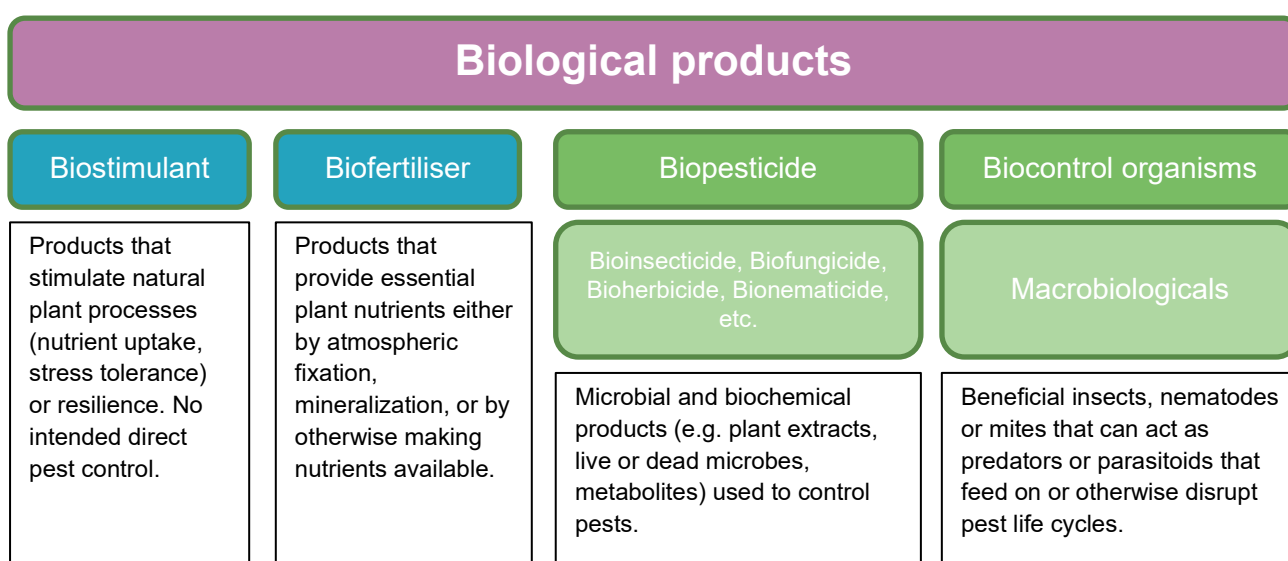 Biological products
Biostimulant
Biofertiliser
Biopesticide
Biocontrol organisms
Products that
stimulate natural
plant processes
(nutrient uptake,
stress tolerance)
or resilience. No
intended direct
pest control.
Products that
provide essential
plant nutrients either
by atmospheric
fixation,
mineralization, or by
otherwise making
nutrients available.
Bioinsecticide, Biofungicide,
Bioherbicide, Bionematicide,
etc.
Microbial and biochemical
products (e.g. plant extracts,
live or dead microbes,
metabolites) used to control
pests.
Macrobiologicals
Beneficial insects, nematodes
or mites that can act as
predators or parasitoids that
feed on or otherwise disrupt
pest life cycles.